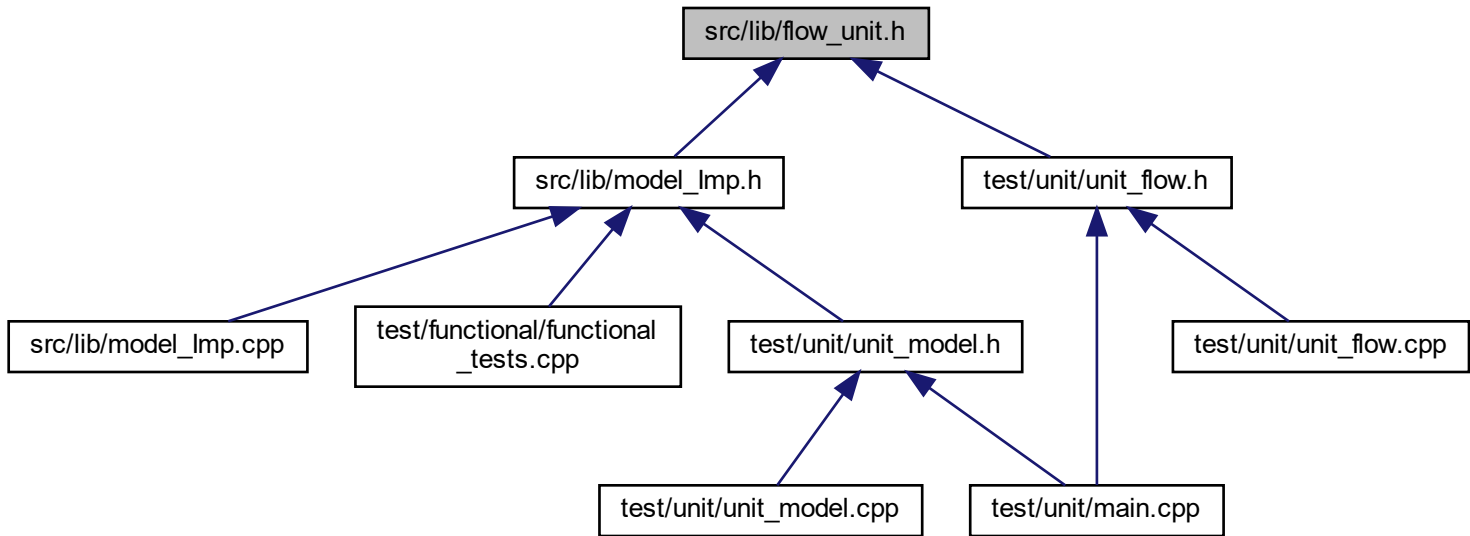 src/lib/flow_unit.h
src/lib/model_Imp.h
test/unit/unit_flow.h
src/lib/model_Imp.cpp
test/functional/functional
_tests.cpp
test/unit/unit_model.h
test/unit/unit_flow.cpp
test/unit/unit_model.cpp
test/unit/main.cpp